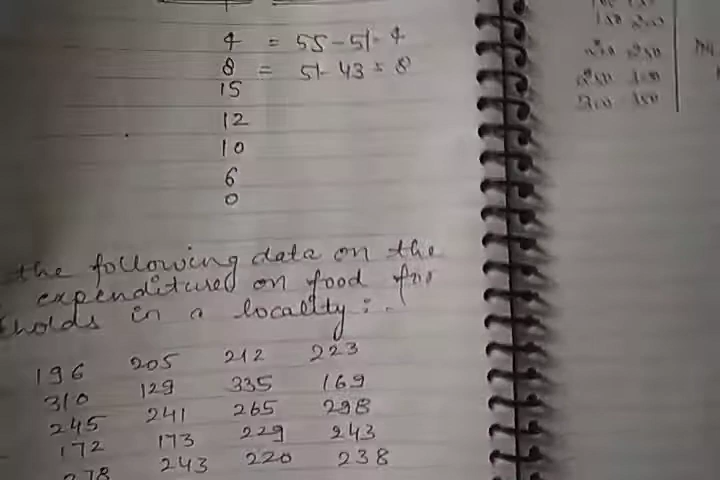 4 = 55-51=4
8 = 51-43=8
15
12
10
6
0
the following data on the
expenditured on food for
holds in a locality:
196 205 212 223
310 129 335 169
245 241 265 298
172 173 229 243
278 243 220 238